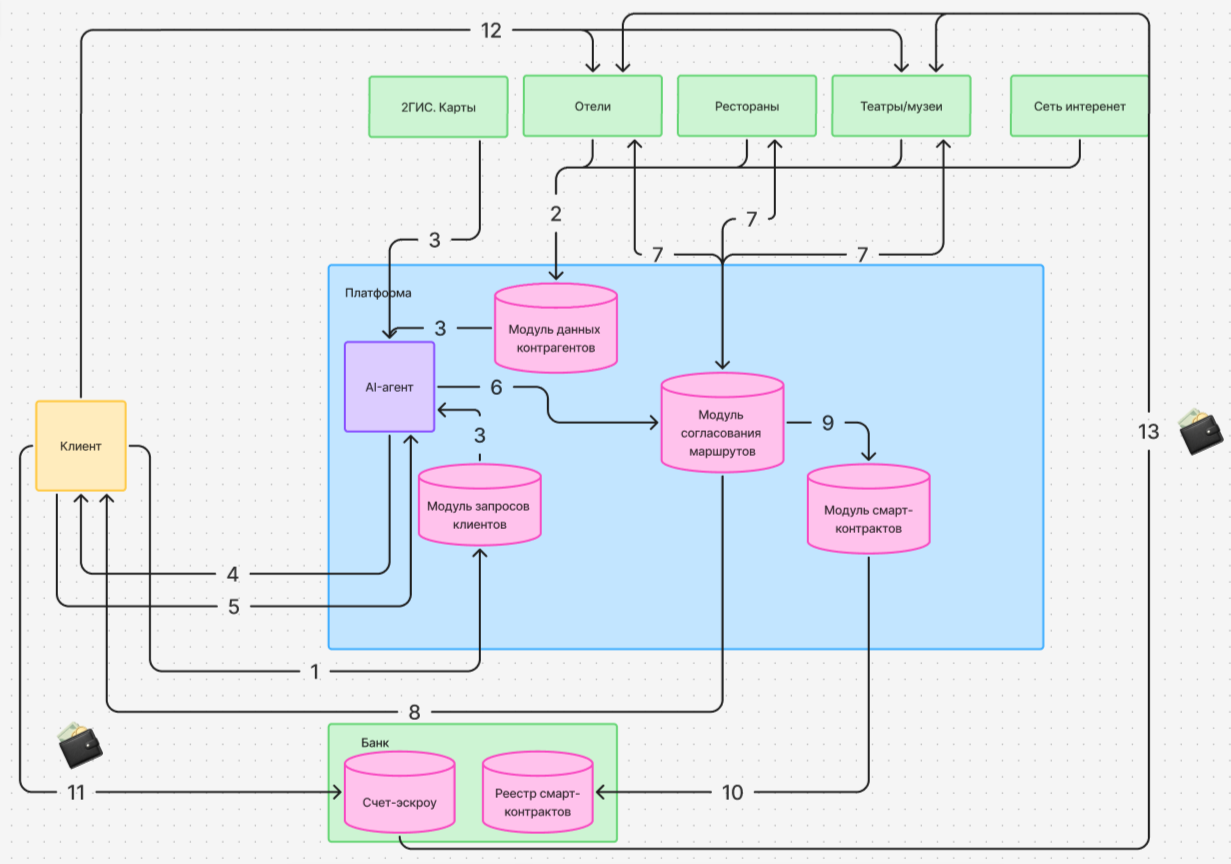 12
2ГИС. Карты
Отели
Рестораны
Театры/музеи
Сеть интеренет
2
7
3
7
7
Платформа
3
Модуль данных
контрагентов
AI-агент
6
Модуль
согласования
маршрутов
9
3
13
Клиент
Модуль запросов
клиентов
Модуль смарт-
контрактов
4
5
1
8
Банк
11
Счет-эскроу
Реестр смарт-
контрактов
10